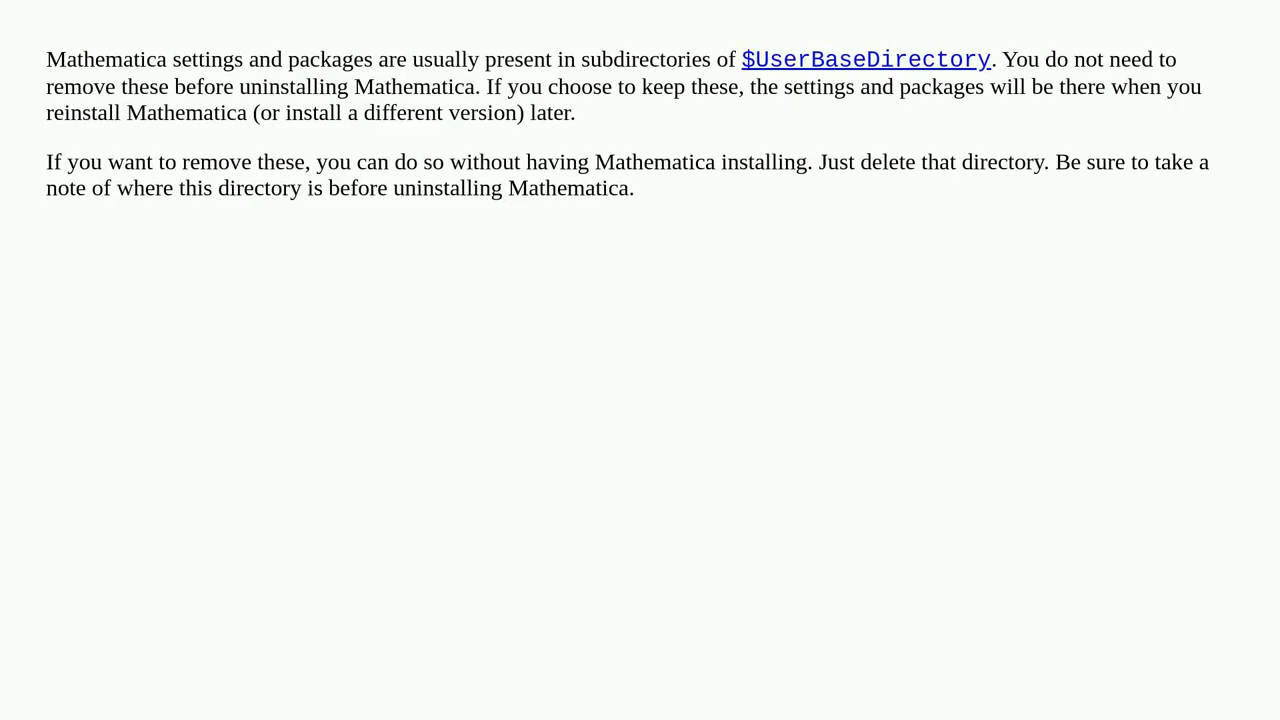 Mathematica settings and packages are usually present in subdirectories of $UserBaseDirectory. You do not need to
remove these before uninstalling Mathematica. If you choose to keep these, the settings and packages will be there when you
reinstall Mathematica (or install a different version) later.
If you want to remove these, you can do so without having Mathematica installing. Just delete that directory. Be sure to take a
note of where this directory is before uninstalling Mathematica.